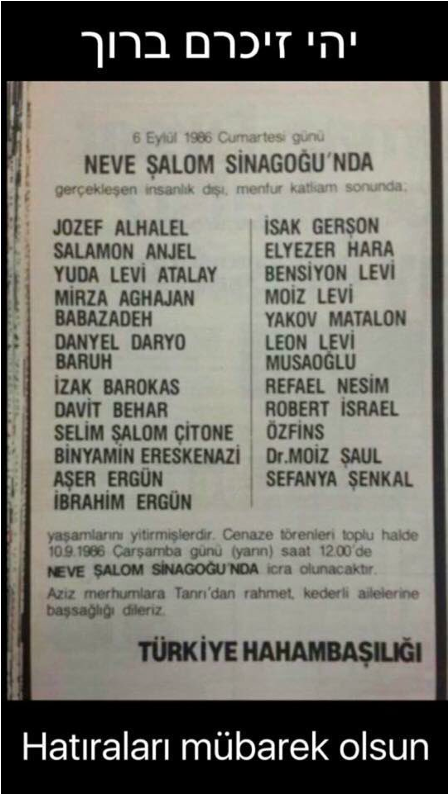 יהי זיכרם ברוך
6 Eylül 1986 Cumartesi günü
NEVE ŞALOM SİNAGOĞU'NDA
gerçekleşen insanlık dışı, menfur katliam sonunda;
JOZEF ALHALEL
SALAMON ANJEL
YUDA LEVİ ATALAY
MİRZA AGHAJAN
BABAZADEH
DANYEL DARYO
BARUH
İZAK BAROKAS
DAVİT BEHAR
SELİM ŞALOM ÇİTONE
BİNYAMIN ERESKENAZİ
AŞER ERGÜN
İBRAHİM ERGÜN
İSAK GERŞON
ELYEZER HARA
BENSİYON LEVİ
MOİZ LEVİ
YAKOV MATALON
LEON LEVİ
MUSAOĞLU
REFAEL NESİM
ROBERT İSRAEL
ÖZFİNS
Dr.MOİZ ŞAUL
SEFANYA ŞENKAL
yaşamlarını yitirmişlerdir. Cenaze törenleri toplu halde
10.9.1986 Çarşamba günü (yarın) saat 12.00'de
NEVE ŞALOM SİNAGOĞU'NDA icra olunacaktır.
Aziz merhumlara Tanrı'dan rahmet, kederli ailelerine
başsağlığı dileriz.
TÜRKİYE HAHAMBAŞILIĞI
Hatıraları mübarek olsun